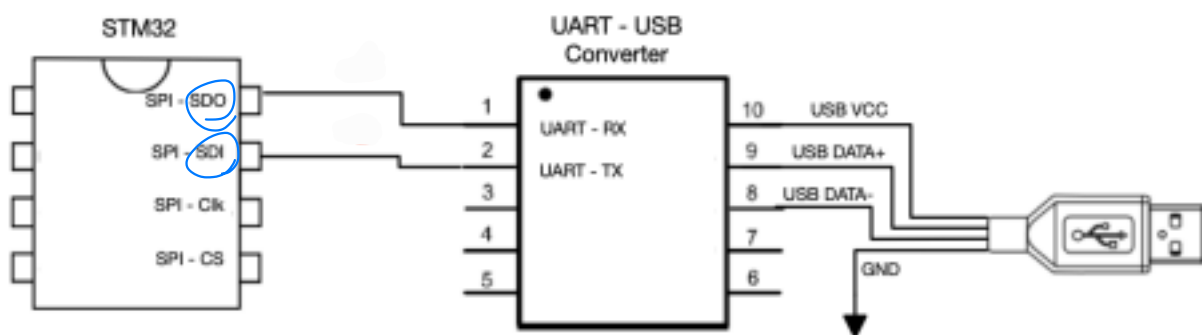 STM32
SPI - SDO
SPI - SDI
SPI - Clk
SPI - CS
UART - USB
Converter
1
2
3
4
5
UART - RX
UART - TX
10
9
8
7
6
USB VCC
USB DATA+
USB DATA-
GND